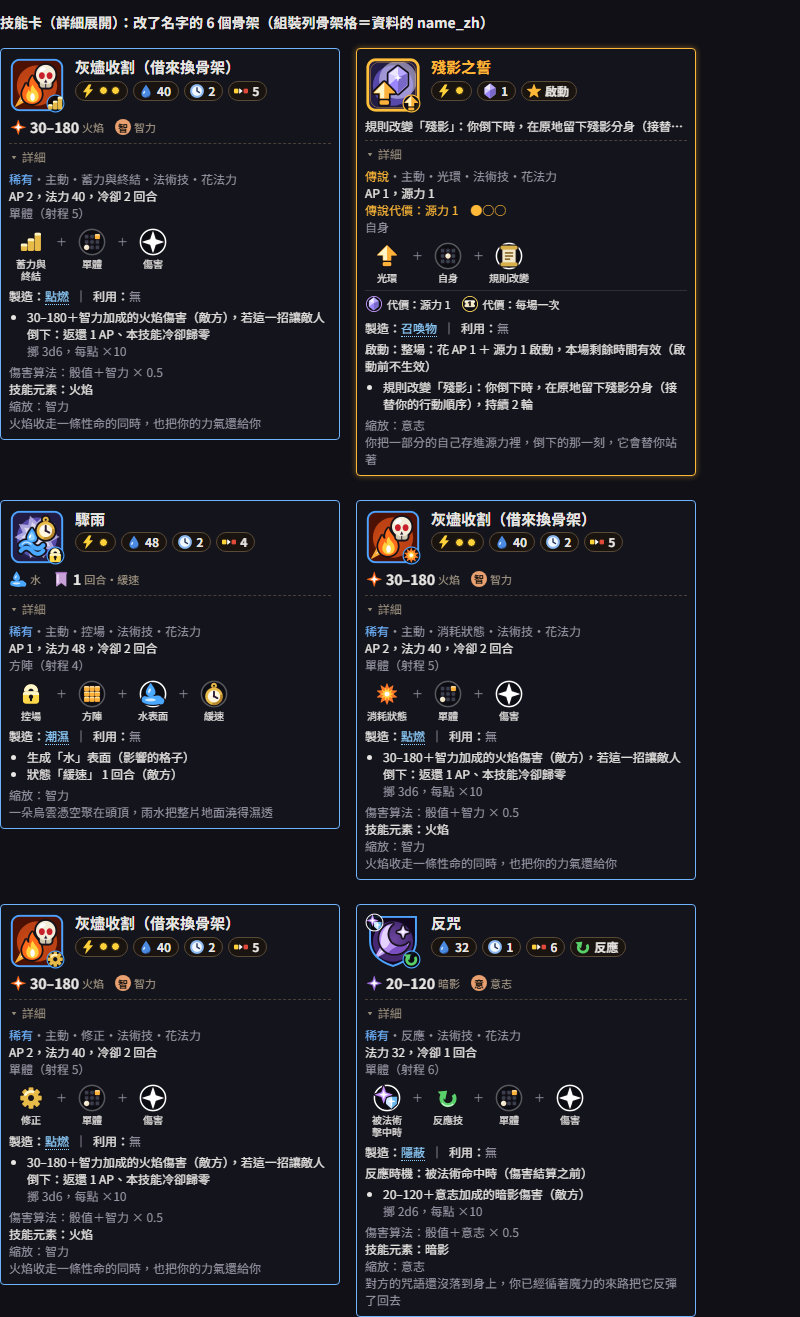 技能卡（詳細展開）：改了名字的 6 個骨架（組裝列骨架格＝資料的 name_zh）
灰燼收割（借來換骨架）
40 2 5
30–180 火焰 智 智力
詳細
稀有・主動・蓄力與終結・法術技・花法力
AP 2，法力 40，冷卻 2 回合
單體（射程 5）
＋ ＋
蓄力與終結 單體 傷害
製造：點燃 ｜ 利用：無
• 30–180＋智力加成的火焰傷害（敵方），若這一招讓敵人
倒下：返還 1 AP、本技能冷卻歸零
擲 3d6，每點 ×10
傷害算法：骰值＋智力 × 0.5
技能元素：火焰
縮放：智力
火焰收走一條性命的同時，也把你的力氣還給你
殘影之誓
1 啟動
規則改變「殘影」：你倒下時，在原地留下殘影分身（接替…
詳細
傳說・主動・光環・法術技・花法力
AP 1，源力 1
傳說代價：源力 1
自身
＋ ＋
光環 自身 規則改變
代價：源力 1 代價：每場一次
製造：召喚物 ｜ 利用：無
啟動：整場：花 AP 1 ＋ 源力 1 啟動，本場剩餘時間有效（啟
動前不生效）
• 規則改變「殘影」：你倒下時，在原地留下殘影分身（接
替你的行動順序），持續 2 輪
縮放：意志
你把一部分的自己存進源力裡，倒下的那一刻，它會替你站
著
驟雨
48 2 4
水 1 回合・緩速
詳細
稀有・主動・控場・法術技・花法力
AP 1，法力 48，冷卻 2 回合
方陣（射程 4）
＋ ＋ ＋
控場 方陣 水表面 緩速
製造：潮濕 ｜ 利用：無
• 生成「水」表面（影響的格子）
• 狀態「緩速」 1 回合（敵方）
縮放：智力
一朵烏雲憑空聚在頭頂，雨水把整片地面澆得濕透
灰燼收割（借來換骨架）
40 2 5
30–180 火焰 智 智力
詳細
稀有・主動・消耗狀態・法術技・花法力
AP 2，法力 40，冷卻 2 回合
單體（射程 5）
＋ ＋
消耗狀態 單體 傷害
製造：點燃 ｜ 利用：無
• 30–180＋智力加成的火焰傷害（敵方），若這一招讓敵人
倒下：返還 1 AP、本技能冷卻歸零
擲 3d6，每點 ×10
傷害算法：骰值＋智力 × 0.5
技能元素：火焰
縮放：智力
火焰收走一條性命的同時，也把你的力氣還給你
灰燼收割（借來換骨架）
40 2 5
30–180 火焰 智 智力
詳細
稀有・主動・修正・法術技・花法力
AP 2，法力 40，冷卻 2 回合
單體（射程 5）
＋ ＋
修正 單體 傷害
製造：點燃 ｜ 利用：無
• 30–180＋智力加成的火焰傷害（敵方），若這一招讓敵人
倒下：返還 1 AP、本技能冷卻歸零
擲 3d6，每點 ×10
傷害算法：骰值＋智力 × 0.5
技能元素：火焰
縮放：智力
火焰收走一條性命的同時，也把你的力氣還給你
反咒
32 1 6 反應
20–120 暗影 意 意志
詳細
稀有・反應・法術技・花法力
法力 32，冷卻 1 回合
單體（射程 6）
＋ ＋ ＋
被法術擊中時 反應技 單體 傷害
製造：隱蔽 ｜ 利用：無
反應時機：被法術命中時（傷害結算之前）
• 20–120＋意志加成的暗影傷害（敵方）
擲 2d6，每點 ×10
傷害算法：骰值＋意志 × 0.5
技能元素：暗影
縮放：意志
對方的咒語還沒落到身上，你已經循著魔力的來路把它反彈
了回去